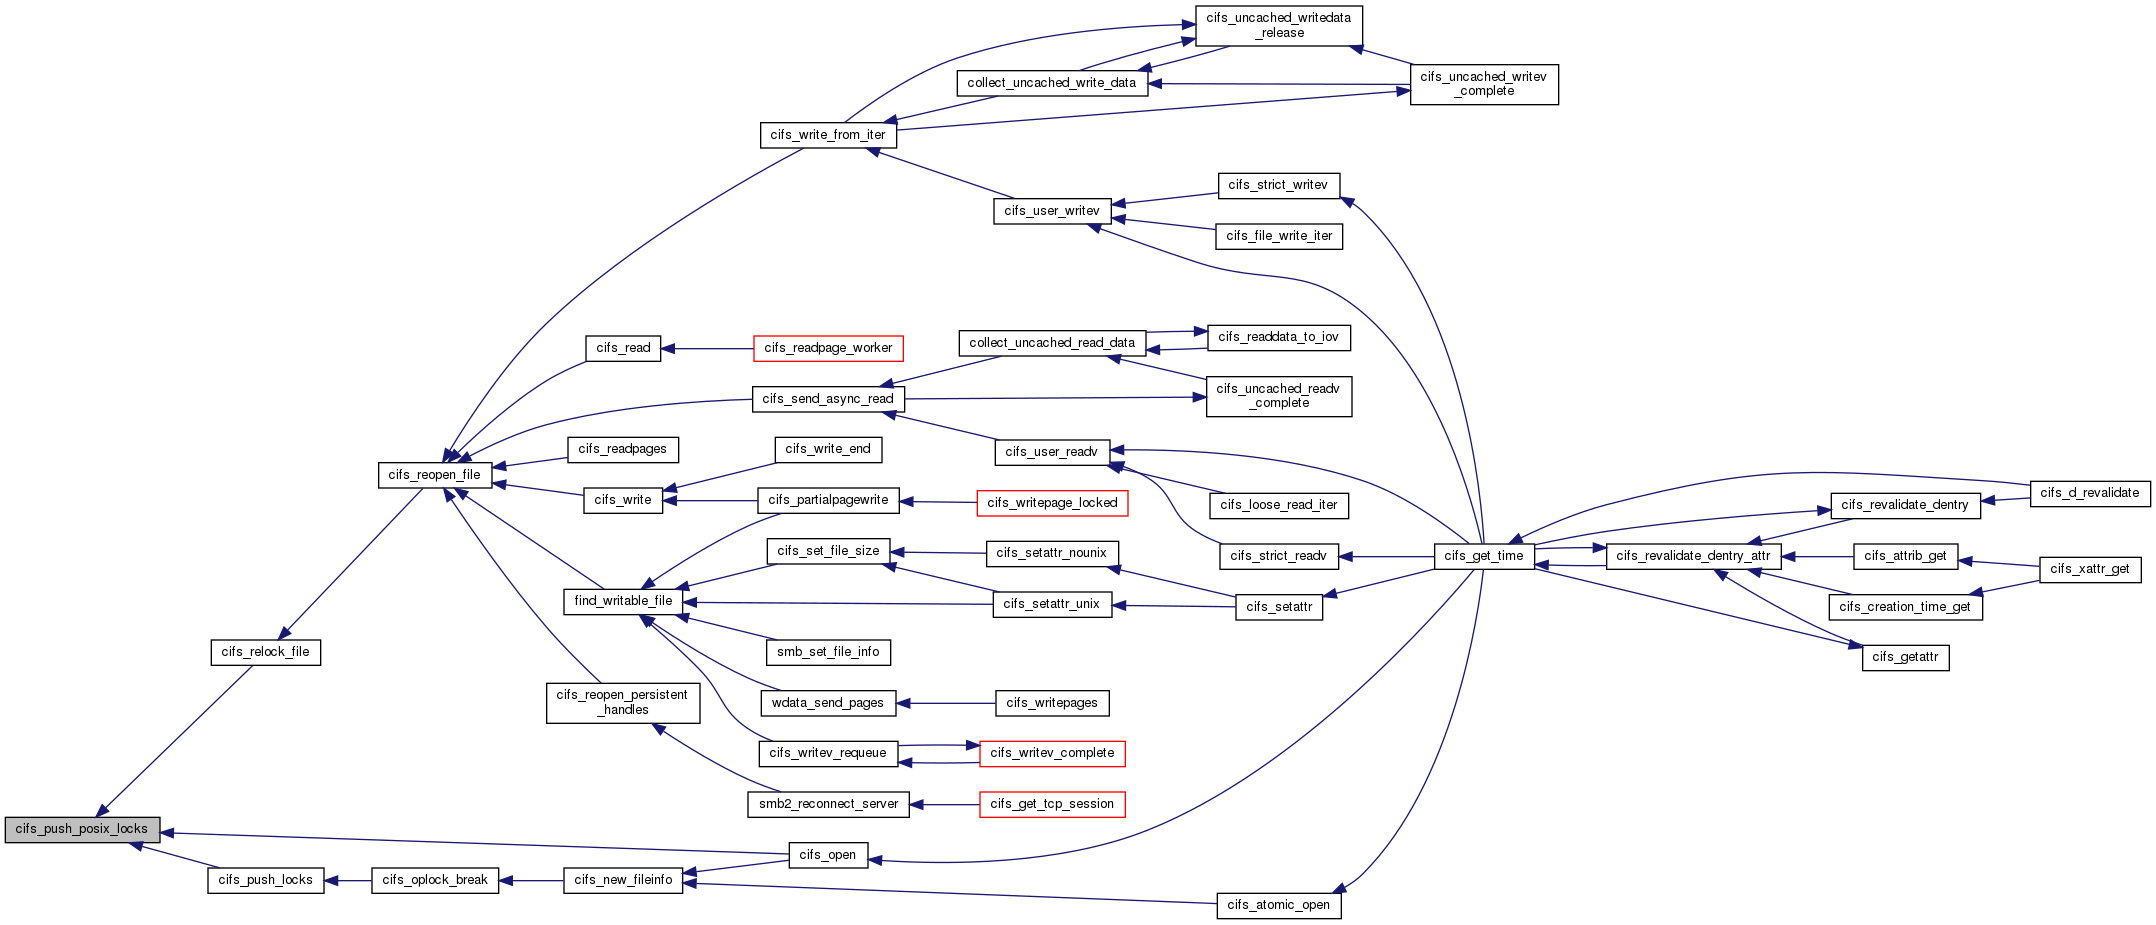 cifs_uncached_writedata
_release
collect_uncached_write_data
cifs_uncached_writev
_complete
cifs_write_from_iter
cifs_strict_writev
cifs_user_writev
cifs_file_write_iter
cifs_read
cifs_readpage_worker
collect_uncached_read_data
cifs_readdata_to_iov
cifs_send_async_read
cifs_uncached_readv
_complete
cifs_readpages
cifs_write_end
cifs_user_readv
cifs_reopen_file
cifs_write
cifs_partialpagewrite
cifs_writepage_locked
cifs_loose_read_iter
cifs_revalidate_dentry
cifs_d_revalidate
cifs_set_file_size
cifs_setattr_nounix
cifs_strict_readv
cifs_get_time
cifs_revalidate_dentry_attr
cifs_attrib_get
cifs_xattr_get
find_writable_file
cifs_setattr_unix
cifs_setattr
cifs_creation_time_get
cifs_relock_file
smb_set_file_info
cifs_getattr
cifs_reopen_persistent
_handles
wdata_send_pages
cifs_writepages
cifs_writev_requeue
cifs_writev_complete
smb2_reconnect_server
cifs_get_tcp_session
cifs_push_posix_locks
cifs_open
cifs_push_locks
cifs_oplock_break
cifs_new_fileinfo
cifs_atomic_open